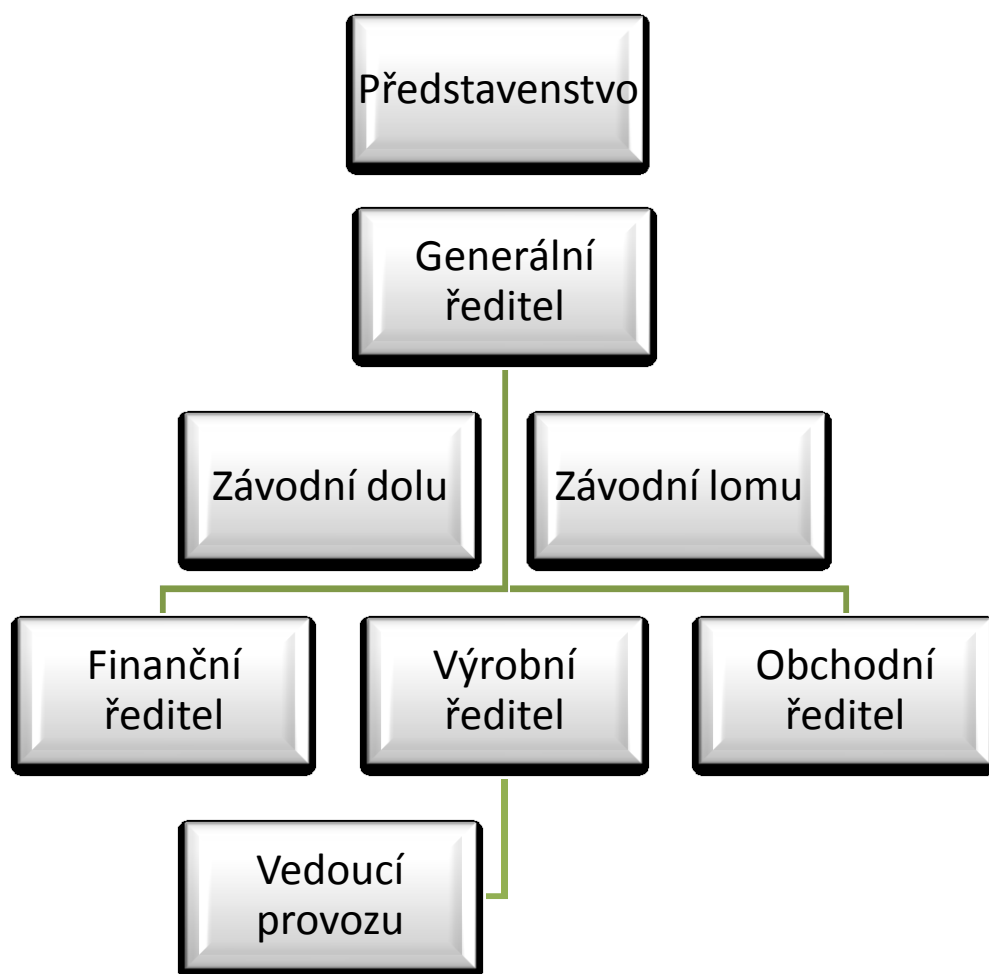 Představenstvo
Generální
ředitel
Závodní dolu
Závodní lomu
Finanční
ředitel
Výrobní
ředitel
Obchodní
ředitel
Vedoucí
provozu